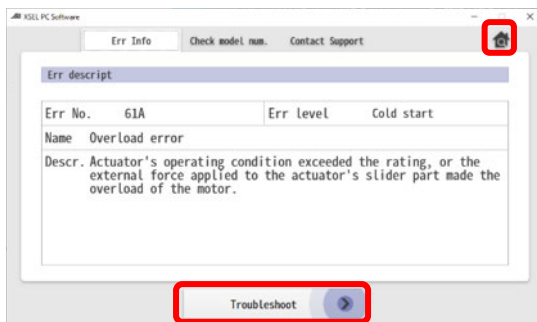 XSEL PC Software
Err Info Check model num. Contact Support
Err descript
Err No. 61A Err level Cold start
Name Overload error
Descr. Actuator's operating condition exceeded the rating, or the
external force applied to the actuator's slider part made the
overload of the motor.
Troubleshoot